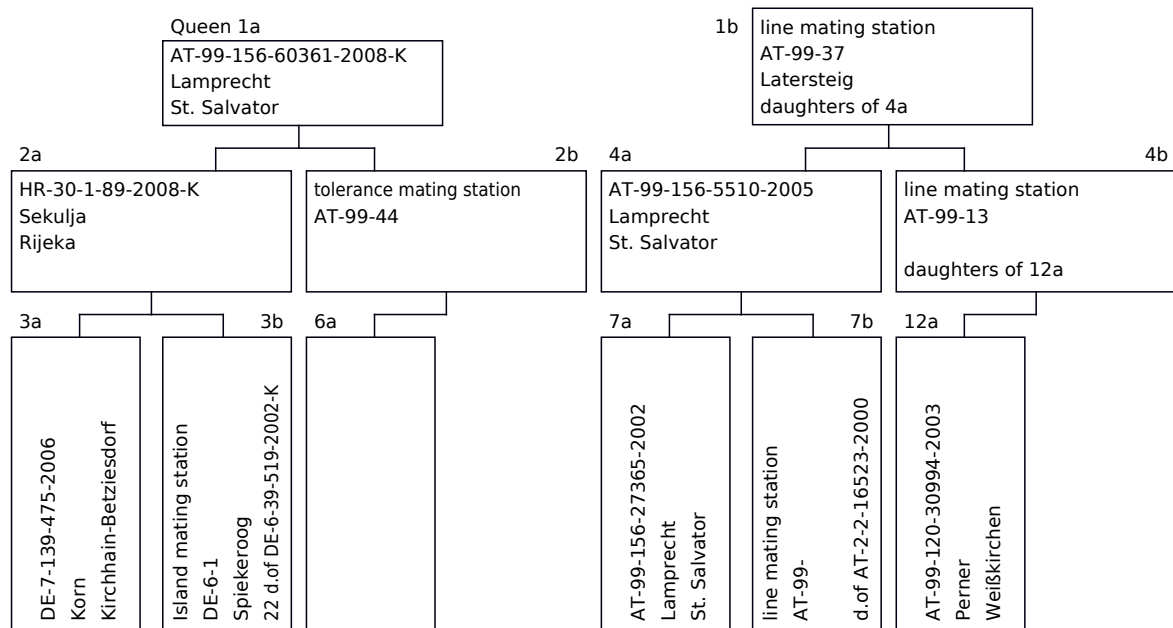 Queen 1a
AT-99-156-60361-2008-K
Lamprecht
St. Salvator
1b
line mating station
AT-99-37
Latersteig
daughters of 4a
2a
HR-30-1-89-2008-K
Sekulja
Rijeka
2b
tolerance mating station
AT-99-44
4a
AT-99-156-5510-2005
Lamprecht
St. Salvator
4b
line mating station
AT-99-13
daughters of 12a
3a
DE-7-139-475-2006
Korn
Kirchhain-Betziesdorf
3b
Island mating station
DE-6-1
Spiekeroog
22 d.of DE-6-39-519-2002-K
6a
7a
AT-99-156-27365-2002
Lamprecht
St. Salvator
7b
line mating station
AT-99-
d.of AT-2-2-16523-2000
12a
AT-99-120-30994-2003
Perner
Weißkirchen